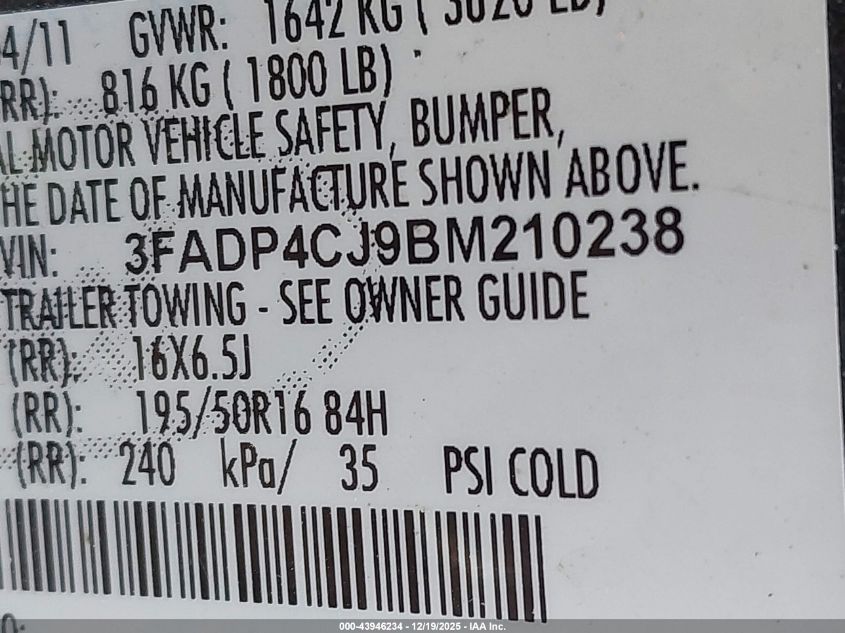 4/11 GVWR: 1642 KG ( 3620 LB)
RR): 816 KG ( 1800 LB)
L MOTOR VEHICLE SAFETY, BUMPER,
HE DATE OF MANUFACTURE SHOWN ABOVE.
VIN: 3FADP4CJ9BM210238
TRAILER TOWING - SEE OWNER GUIDE
(RR): 16X6.5J
(RR): 195/50R16 84H
(RR): 240 kPa/ 35 PSI COLD
000-43946234 — 12/19/2025 - IAA Inc.